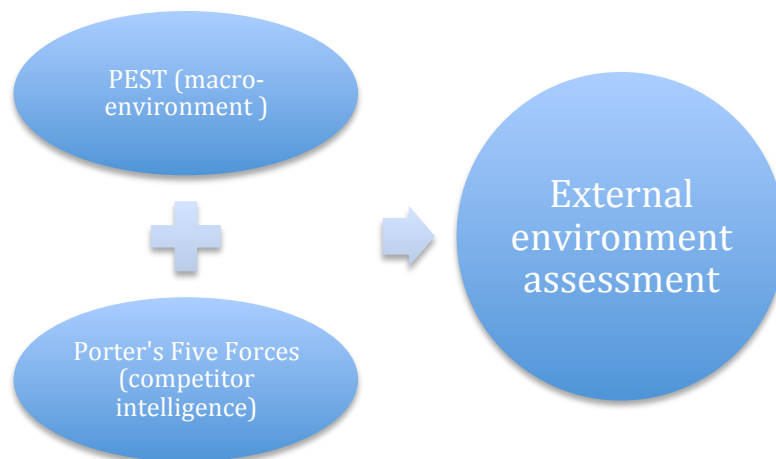 PEST (macro-
environment )
Porter's Five Forces
(competitor
intelligence)
External
environment
assessment